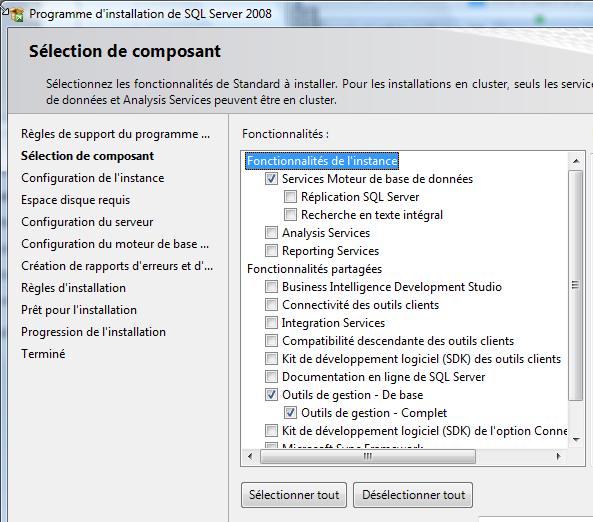 Programme d'installation de SQL Server 2008
Sélection de composant
Sélectionnez les fonctionnalités de Standard à installer. Pour les installations en cluster, seuls les servic
de données et Analysis Services peuvent être en cluster.
Règles de support du programme ...
Sélection de composant
Configuration de l'instance
Espace disque requis
Configuration du serveur
Configuration du moteur de base ...
Création de rapports d'erreurs et d'...
Règles d'installation
Prêt pour l'installation
Progression de l'installation
Terminé
Fonctionnalités :
Fonctionnalités de l'instance
Services Moteur de base de données
Réplication SQL Server
Recherche en texte intégral
Analysis Services
Reporting Services
Fonctionnalités partagées
Business Intelligence Development Studio
Connectivité des outils clients
Integration Services
Compatibilité descendante des outils clients
Kit de développement logiciel (SDK) des outils clients
Documentation en ligne de SQL Server
Outils de gestion - De base
Outils de gestion - Complet
Kit de développement logiciel (SDK) de l'option Conne
Microsoft Sync Framework
Sélectionner tout
Désélectionner tout